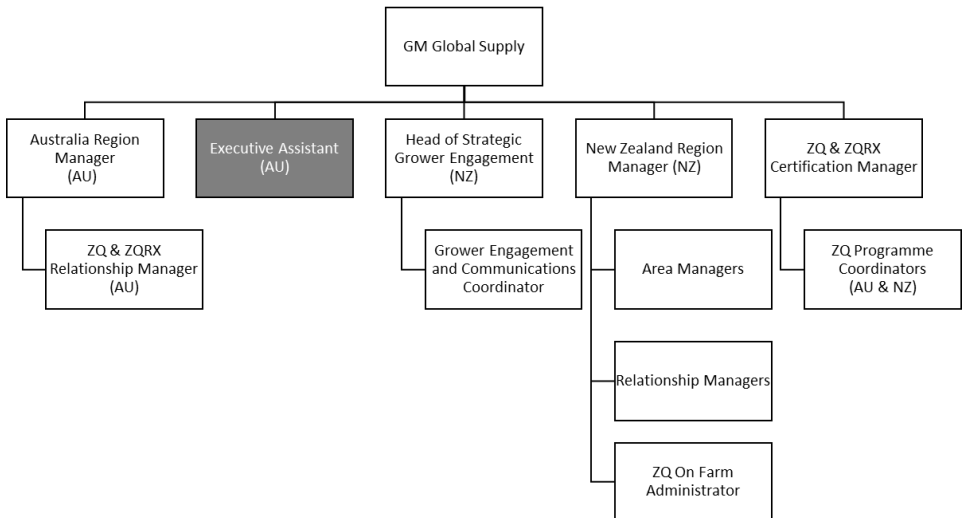 GM Global Supply
Australia Region
Manager
(AU)
Executive Assistant
(AU)
Head of Strategic
Grower Engagement
(NZ)
New Zealand Region
Manager (NZ)
ZQ & ZQRX
Certification Manager
ZQ & ZQRX
Relationship Manager
(AU)
Grower Engagement
and Communications
Coordinator
Area Managers
ZQ Programme
Coordinators
(AU & NZ)
Relationship Managers
ZQ On Farm
Administrator